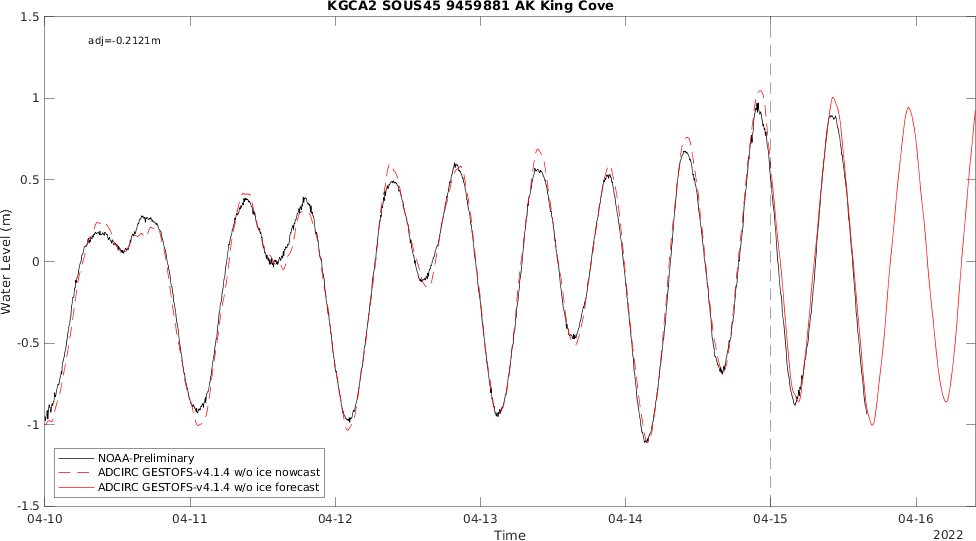 KGCA2 SOUS45 9459881 AK King Cove
adj=-0.2121m
1.5
1
0.5
0
-0.5
-1
-1.5
Water Level (m)
NOAA-Preliminary
ADCIRC GESTOFS-v4.1.4 w/o ice nowcast
ADCIRC GESTOFS-v4.1.4 w/o ice forecast
04-10 04-11 04-12 04-13 04-14 04-15 04-16
Time
2022